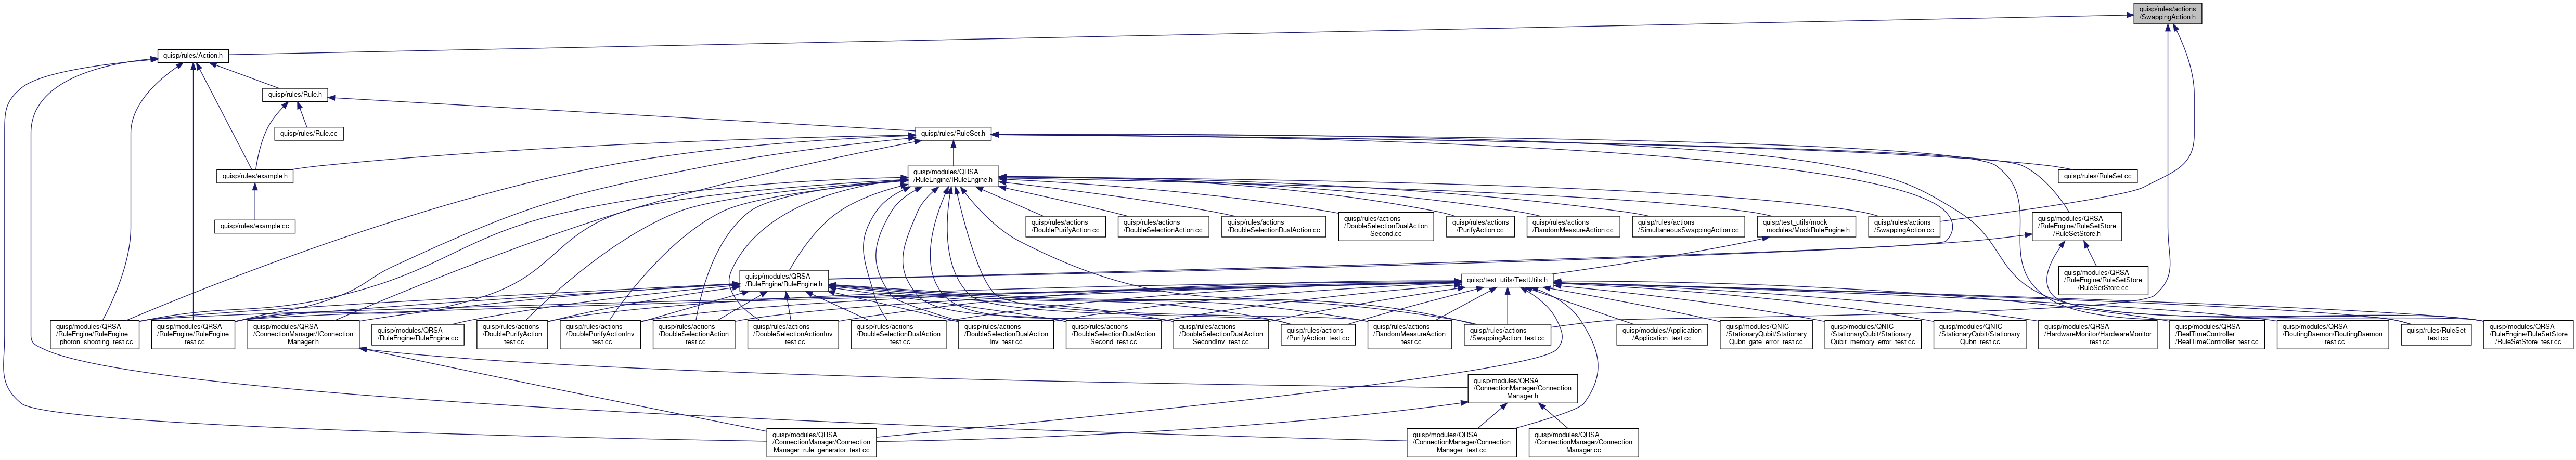 quisp/rules/actions
/SwappingAction.h
quisp/rules/Action.h
quisp/rules/Rule.h
quisp/rules/Rule.cc
quisp/rules/RuleSet.h
quisp/rules/example.h
quisp/modules/QRSA
/RuleEngine/IRuleEngine.h
quisp/rules/RuleSet.cc
quisp/rules/example.cc
quisp/rules/actions
/DoublePurifyAction.cc
quisp/rules/actions
/DoubleSelectionAction.cc
quisp/rules/actions
/DoubleSelectionDualAction.cc
quisp/rules/actions
/DoubleSelectionDualAction
Second.cc
quisp/rules/actions
/PurifyAction.cc
quisp/rules/actions
/RandomMeasureAction.cc
quisp/rules/actions
/SimultaneousSwappingAction.cc
quisp/test_utils/mock
_modules/MockRuleEngine.h
quisp/rules/actions
/SwappingAction.cc
quisp/modules/QRSA
/RuleEngine/RuleSetStore
/RuleSetStore.h
quisp/modules/QRSA
/RuleEngine/RuleEngine.h
quisp/test_utils/TestUtils.h
quisp/modules/QRSA
/RuleEngine/RuleSetStore
/RuleSetStore.cc
quisp/modules/QRSA
/RuleEngine/RuleEngine
_photon_shooting_test.cc
quisp/modules/QRSA
/RuleEngine/RuleEngine
_test.cc
quisp/modules/QRSA
/ConnectionManager/IConnection
Manager.h
quisp/modules/QRSA
/RuleEngine/RuleEngine.cc
quisp/rules/actions
/DoublePurifyAction
_test.cc
quisp/rules/actions
/DoublePurifyActionInv
_test.cc
quisp/rules/actions
/DoubleSelectionAction
_test.cc
quisp/rules/actions
/DoubleSelectionActionInv
_test.cc
quisp/rules/actions
/DoubleSelectionDualAction
_test.cc
quisp/rules/actions
/DoubleSelectionDualAction
Inv_test.cc
quisp/rules/actions
/DoubleSelectionDualAction
Second_test.cc
quisp/rules/actions
/DoubleSelectionDualAction
SecondInv_test.cc
quisp/rules/actions
/PurifyAction_test.cc
quisp/rules/actions
/RandomMeasureAction
_test.cc
quisp/rules/actions
/SwappingAction_test.cc
quisp/modules/Application
/Application_test.cc
quisp/modules/QNIC
/StationaryQubit/Stationary
Qubit_gate_error_test.cc
quisp/modules/QNIC
/StationaryQubit/Stationary
Qubit_memory_error_test.cc
quisp/modules/QNIC
/StationaryQubit/Stationary
Qubit_test.cc
quisp/modules/QRSA
/HardwareMonitor/HardwareMonitor
_test.cc
quisp/modules/QRSA
/RealTimeController
/RealTimeController_test.cc
quisp/modules/QRSA
/RoutingDaemon/RoutingDaemon
_test.cc
quisp/rules/RuleSet
_test.cc
quisp/modules/QRSA
/RuleEngine/RuleSetStore
/RuleSetStore_test.cc
quisp/modules/QRSA
/ConnectionManager/Connection
Manager.h
quisp/modules/QRSA
/ConnectionManager/Connection
Manager_rule_generator_test.cc
quisp/modules/QRSA
/ConnectionManager/Connection
Manager_test.cc
quisp/modules/QRSA
/ConnectionManager/Connection
Manager.cc